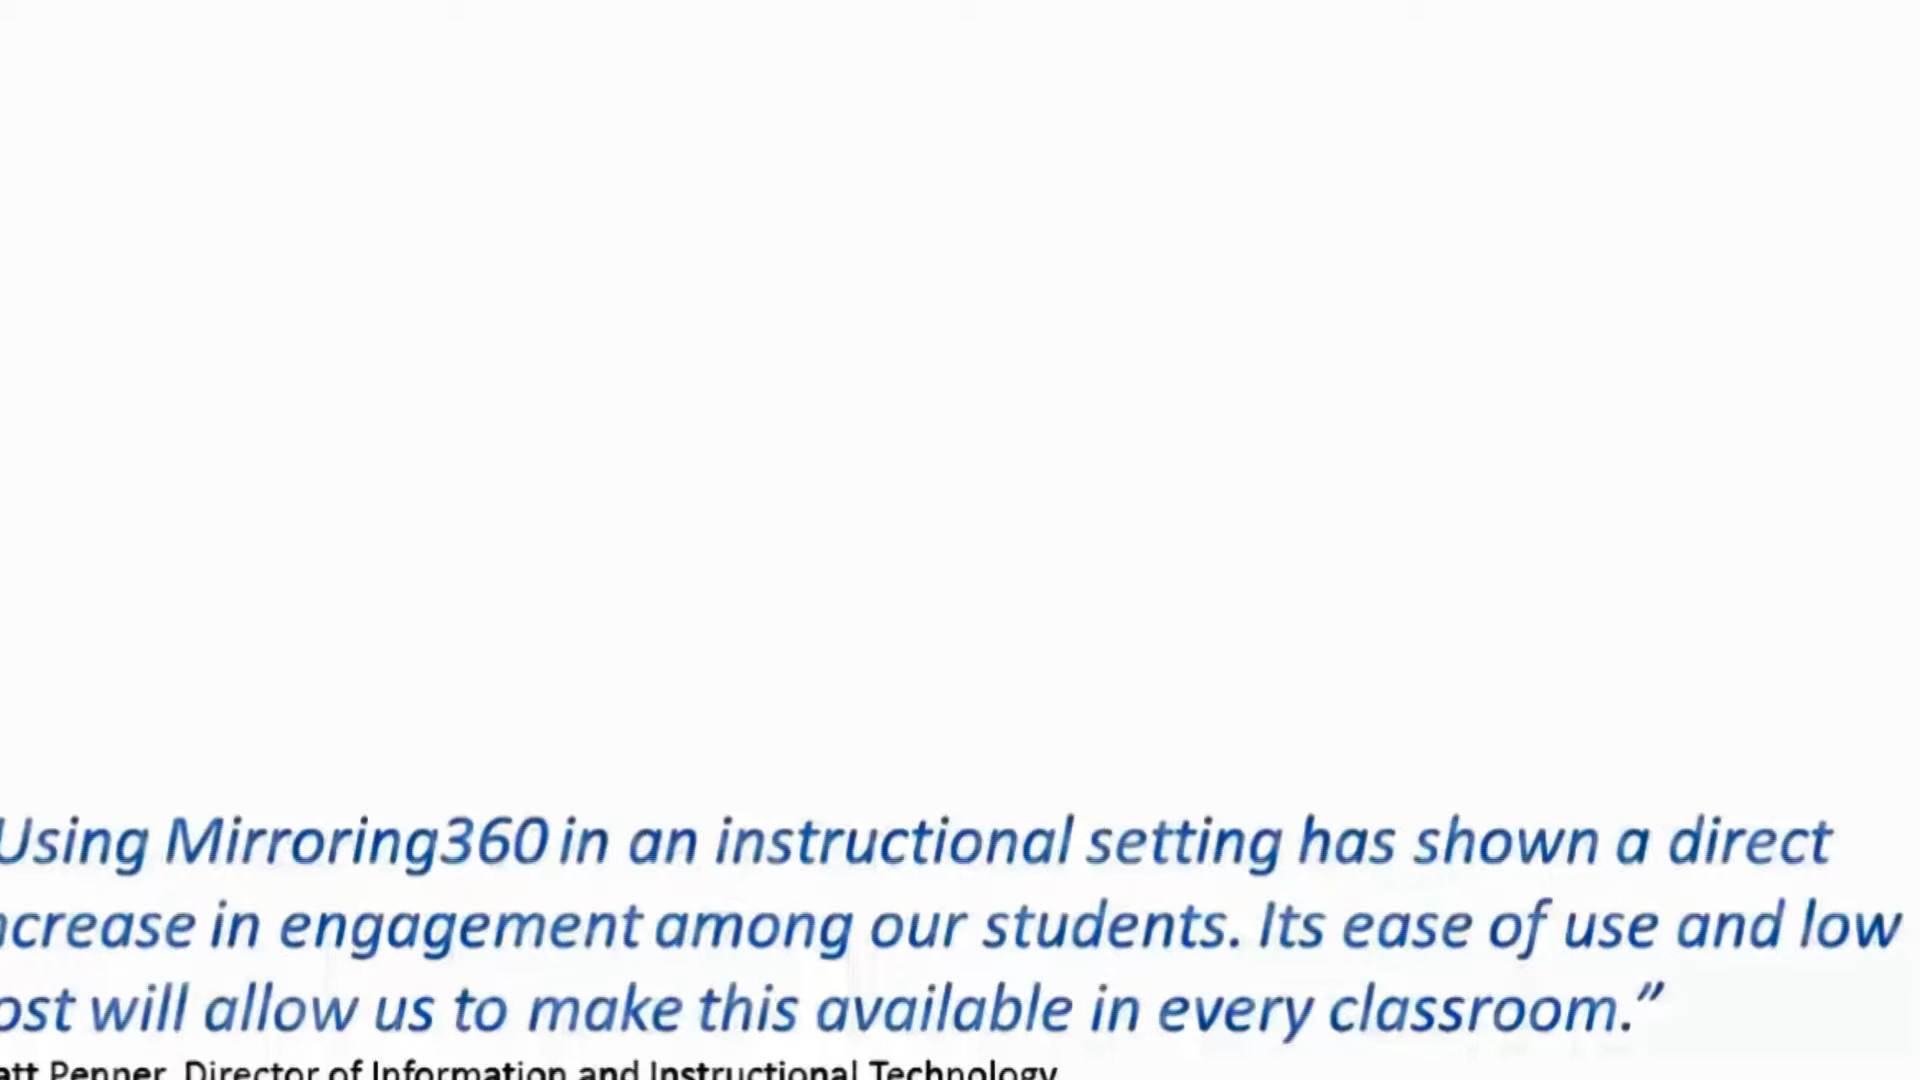 Using Mirroring360 in an instructional setting has shown a direct
ncrease in engagement among our students. Its ease of use and low
ost will allow us to make this available in every classroom.”
att Penner, Director of Information and Instructional Technology